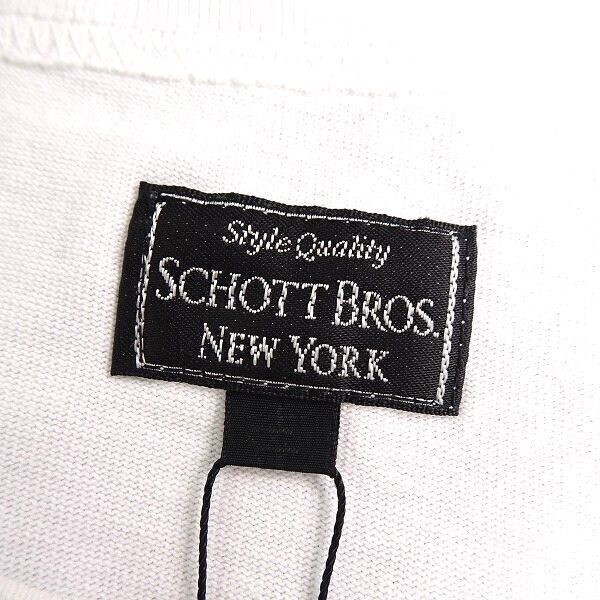 Style Quality
SCHOTT BROS.
NEW YORK